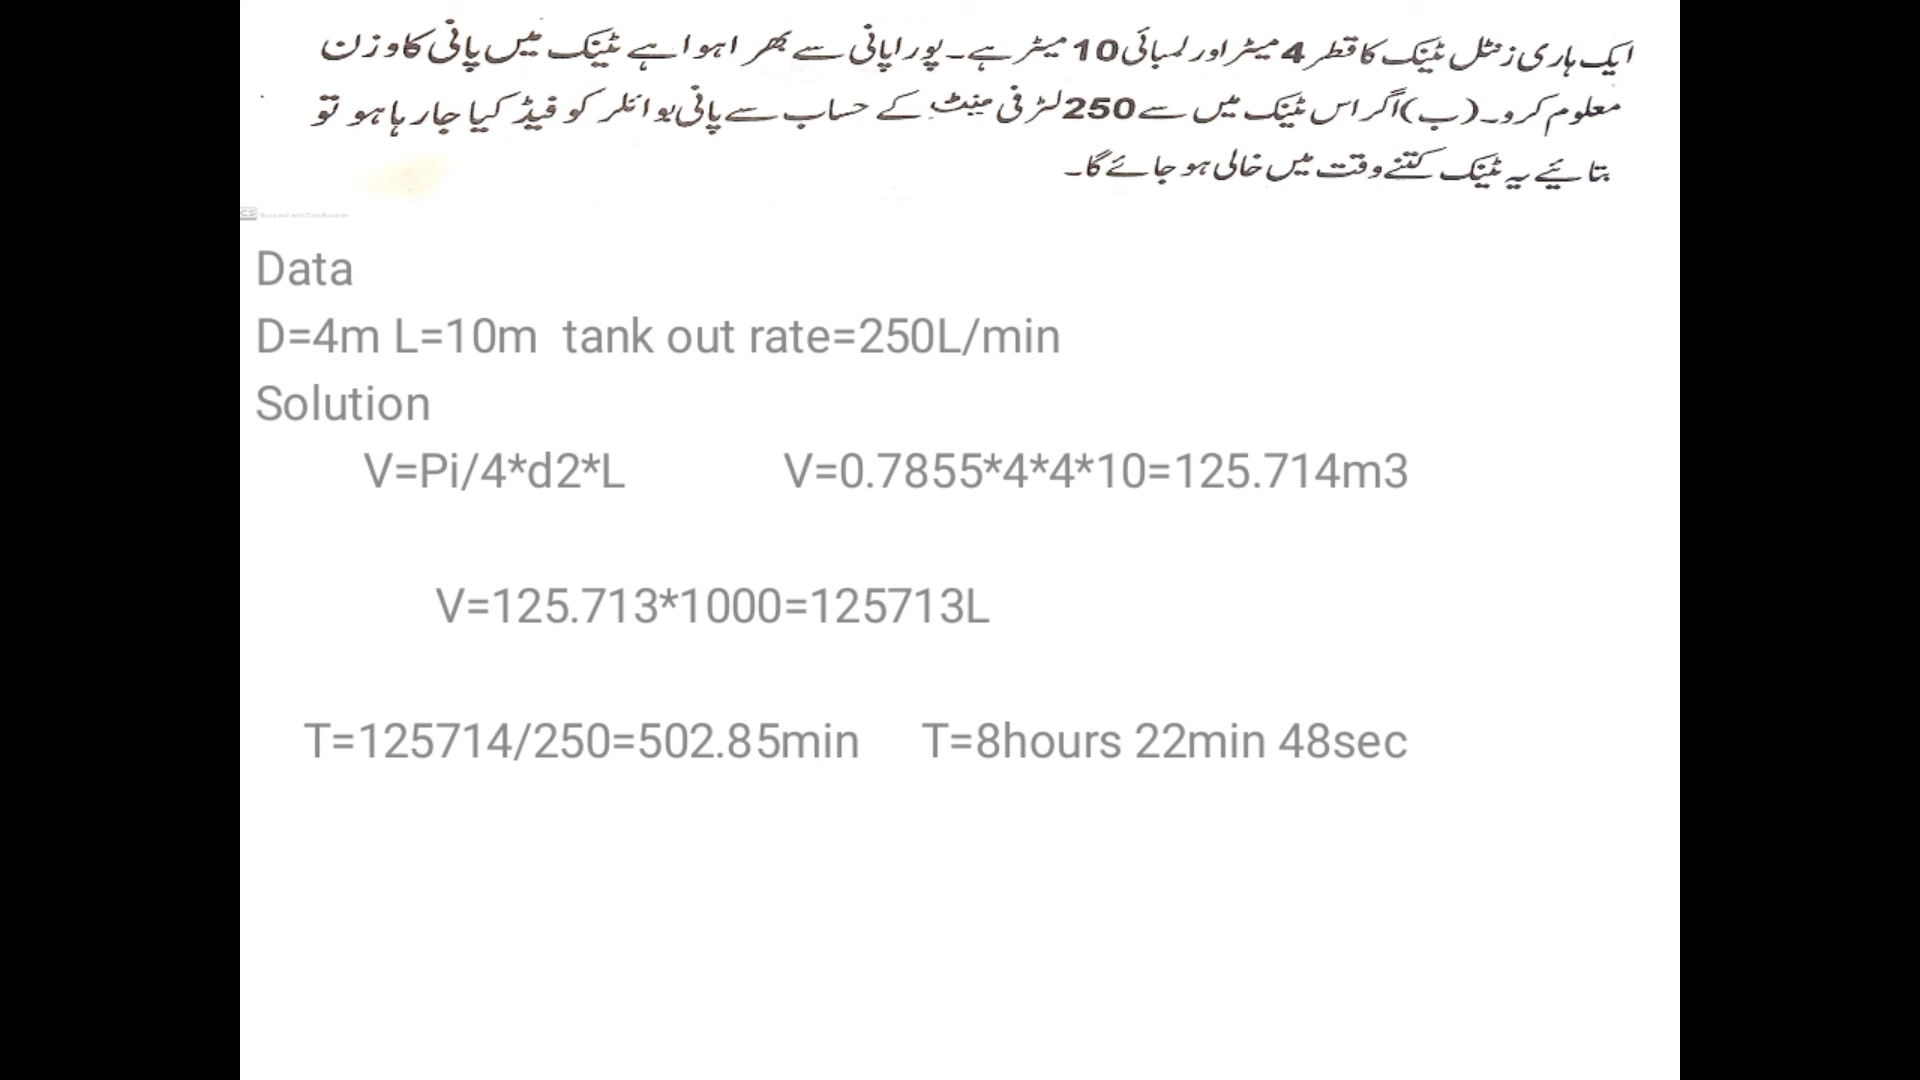 ایک ہاری زنٹل ٹینک کا قطر 4 میٹر اور لمبائی 10 میٹر ہے۔ پورا پانی سے بھر ا ہوا ہے ٹینک میں پانی کا وزن
معلوم کرو۔ (ب) اگر اس ٹینک میں سے 250 لٹر فی مینٹ کے حساب سے پانی بوائلر کو فیڈ کیا جا رہا ہو تو
بتائیے یہ ٹینک کتنے وقت میں خالی ہو جائے گا۔
CS
Data
D=4m L=10m tank out rate=250L/min
Solution
V=Pi/4*d2*L V=0.7855*4*4*10=125.714m3
V=125.713*1000=125713L
T=125714/250=502.85min T=8hours 22min 48sec